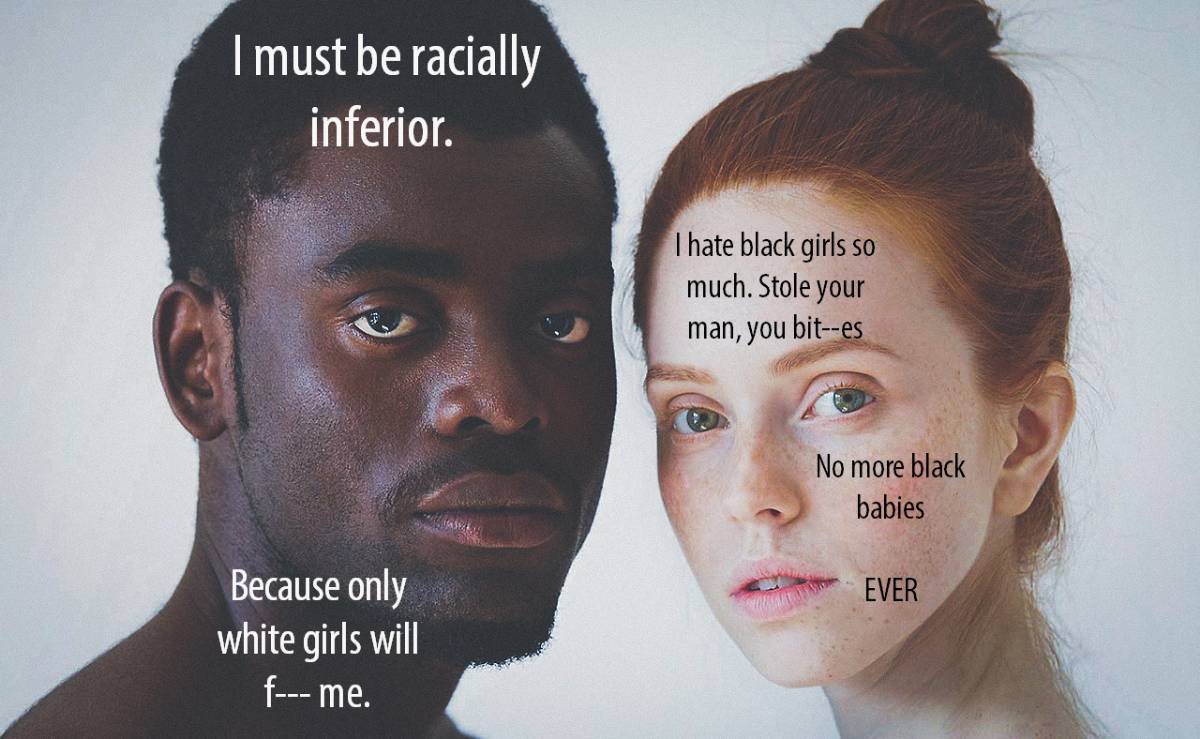 I must be racially
inferior.
Because only
white girls will
f--- me.
I hate black girls so
much. Stole your
man, you bit--es
No more black
babies
EVER